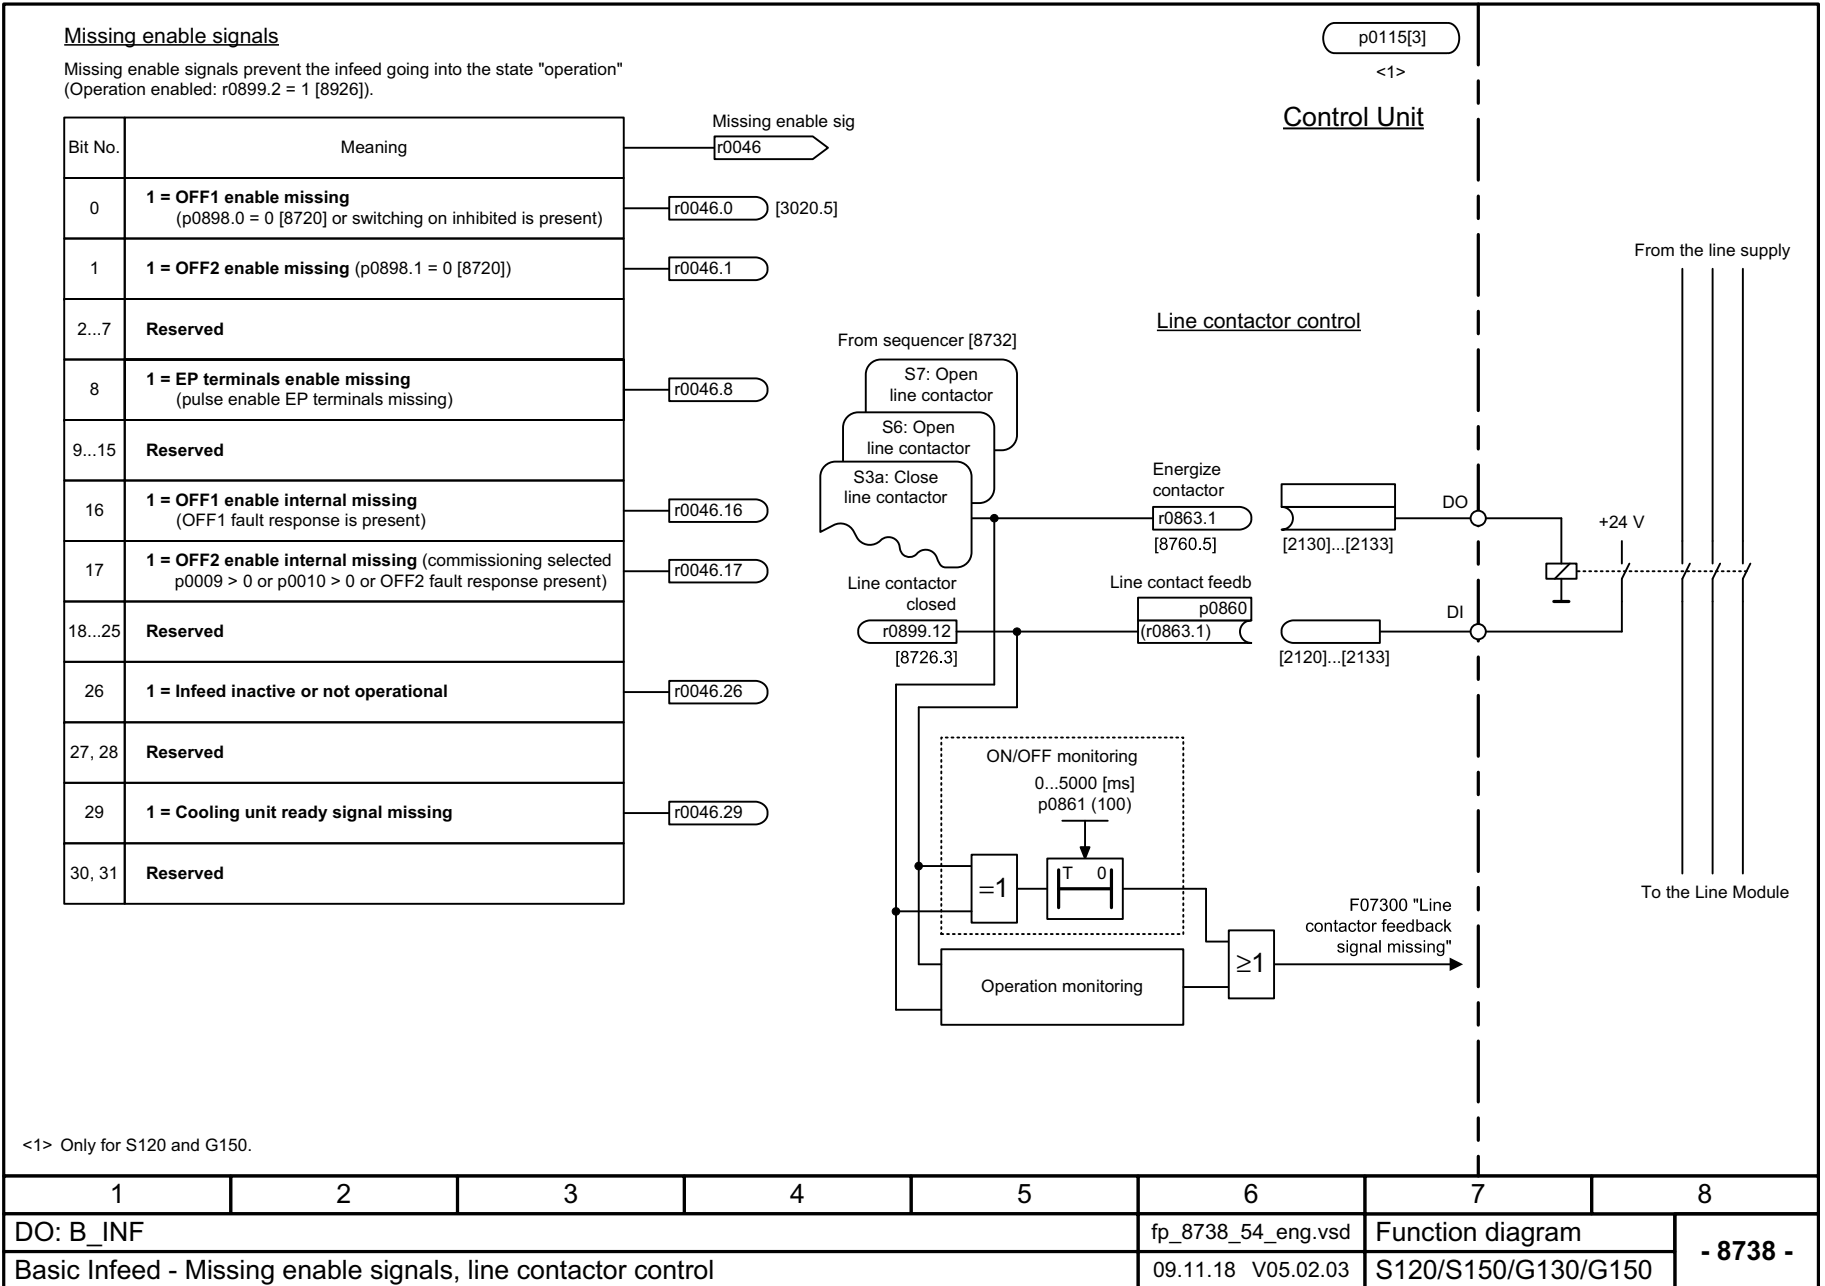 Missing enable signals
Missing enable signals prevent the infeed going into the state "operation"
(Operation enabled: r0899.2 = 1 [8926]).
p0115[3]
<1>
Control Unit
Bit No.
Meaning
Missing enable sig
r0046
0
1 = OFF1 enable missing
(p0898.0 = 0 [8720] or switching on inhibited is present)
r0046.0
[3020.5]
1
1 = OFF2 enable missing (p0898.1 = 0 [8720])
r0046.1
2...7
Reserved
8
1 = EP terminals enable missing
(pulse enable EP terminals missing)
r0046.8
9...15
Reserved
16
1 = OFF1 enable internal missing
(OFF1 fault response is present)
r0046.16
17
1 = OFF2 enable internal missing (commissioning selected
p0009 > 0 or p0010 > 0 or OFF2 fault response present)
r0046.17
18...25
Reserved
26
1 = Infeed inactive or not operational
r0046.26
27, 28
Reserved
29
1 = Cooling unit ready signal missing
r0046.29
30, 31
Reserved
From the line supply
Line contactor control
From sequencer [8732]
S7: Open
line contactor
S6: Open
line contactor
S3a: Close
line contactor
Energize
contactor
r0863.1
[8760.5]
[2130]...[2133]
DO
+24 V
Line contactor
closed
r0899.12
[8726.3]
Line contact feedb
p0860
(r0863.1)
[2120]...[2133]
DI
ON/OFF monitoring
0...5000 [ms]
p0861 (100)
=1
T 0
Operation monitoring
≥1
F07300 "Line
contactor feedback
signal missing"
To the Line Module
<1> Only for S120 and G150.
1 2 3 4 5 6 7 8
DO: B_INF
fp_8738_54_eng.vsd
Function diagram
- 8738 -
Basic Infeed - Missing enable signals, line contactor control
09.11.18 V05.02.03
S120/S150/G130/G150